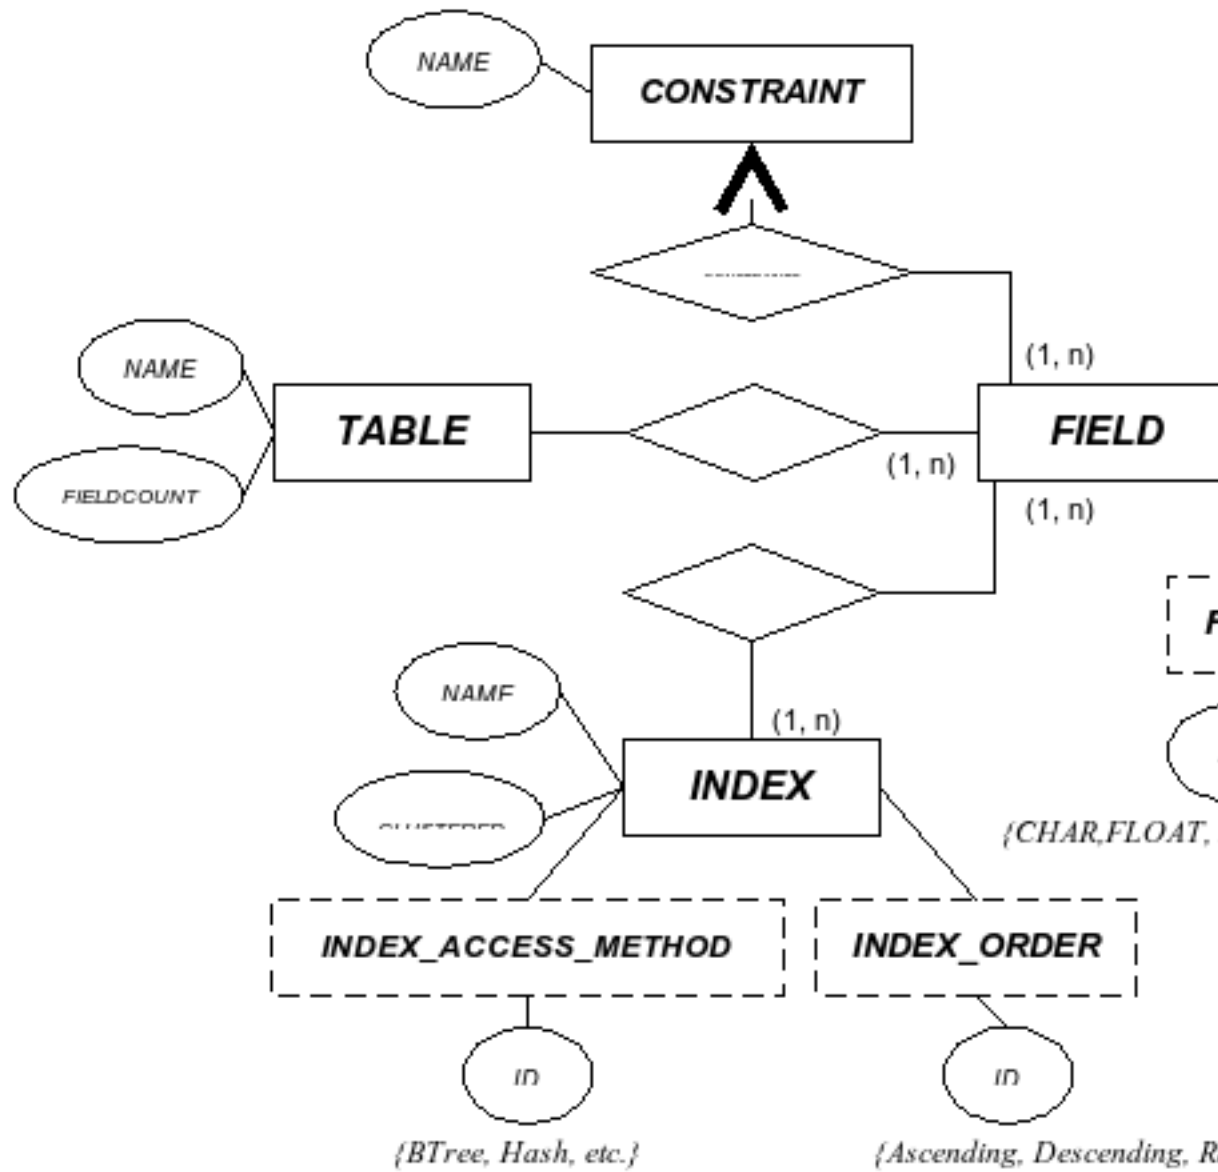 NAME
CONSTRAINT
(1, n)
NAME
TABLE
FIELD
FIELDCOUNT
(1, n)
(1, n)
NAME
(1, n)
INDEX
CLUSTERED
{CHAR,FLOAT,
INDEX_ACCESS_METHOD
INDEX_ORDER
ID
ID
{BTree, Hash, etc.}
{Ascending, Descending,